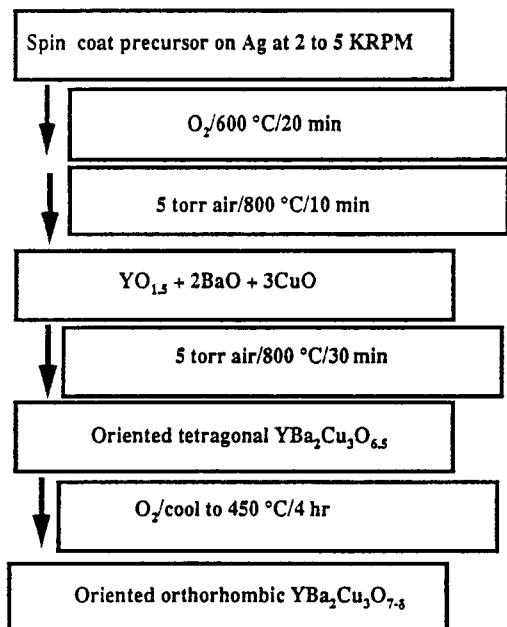 Spin coat precursor on Ag at 2 to 5 KRPM
O₂/600 °C/20 min
5 torr air/800 °C/10 min
YO₁.₅ + 2BaO + 3CuO
5 torr air/800 °C/30 min
Oriented tetragonal YBa₂Cu₃O₆.₅
O₂/cool to 450 °C/4 hr
Oriented orthorhombic YBa₂Cu₃O₇₋δ